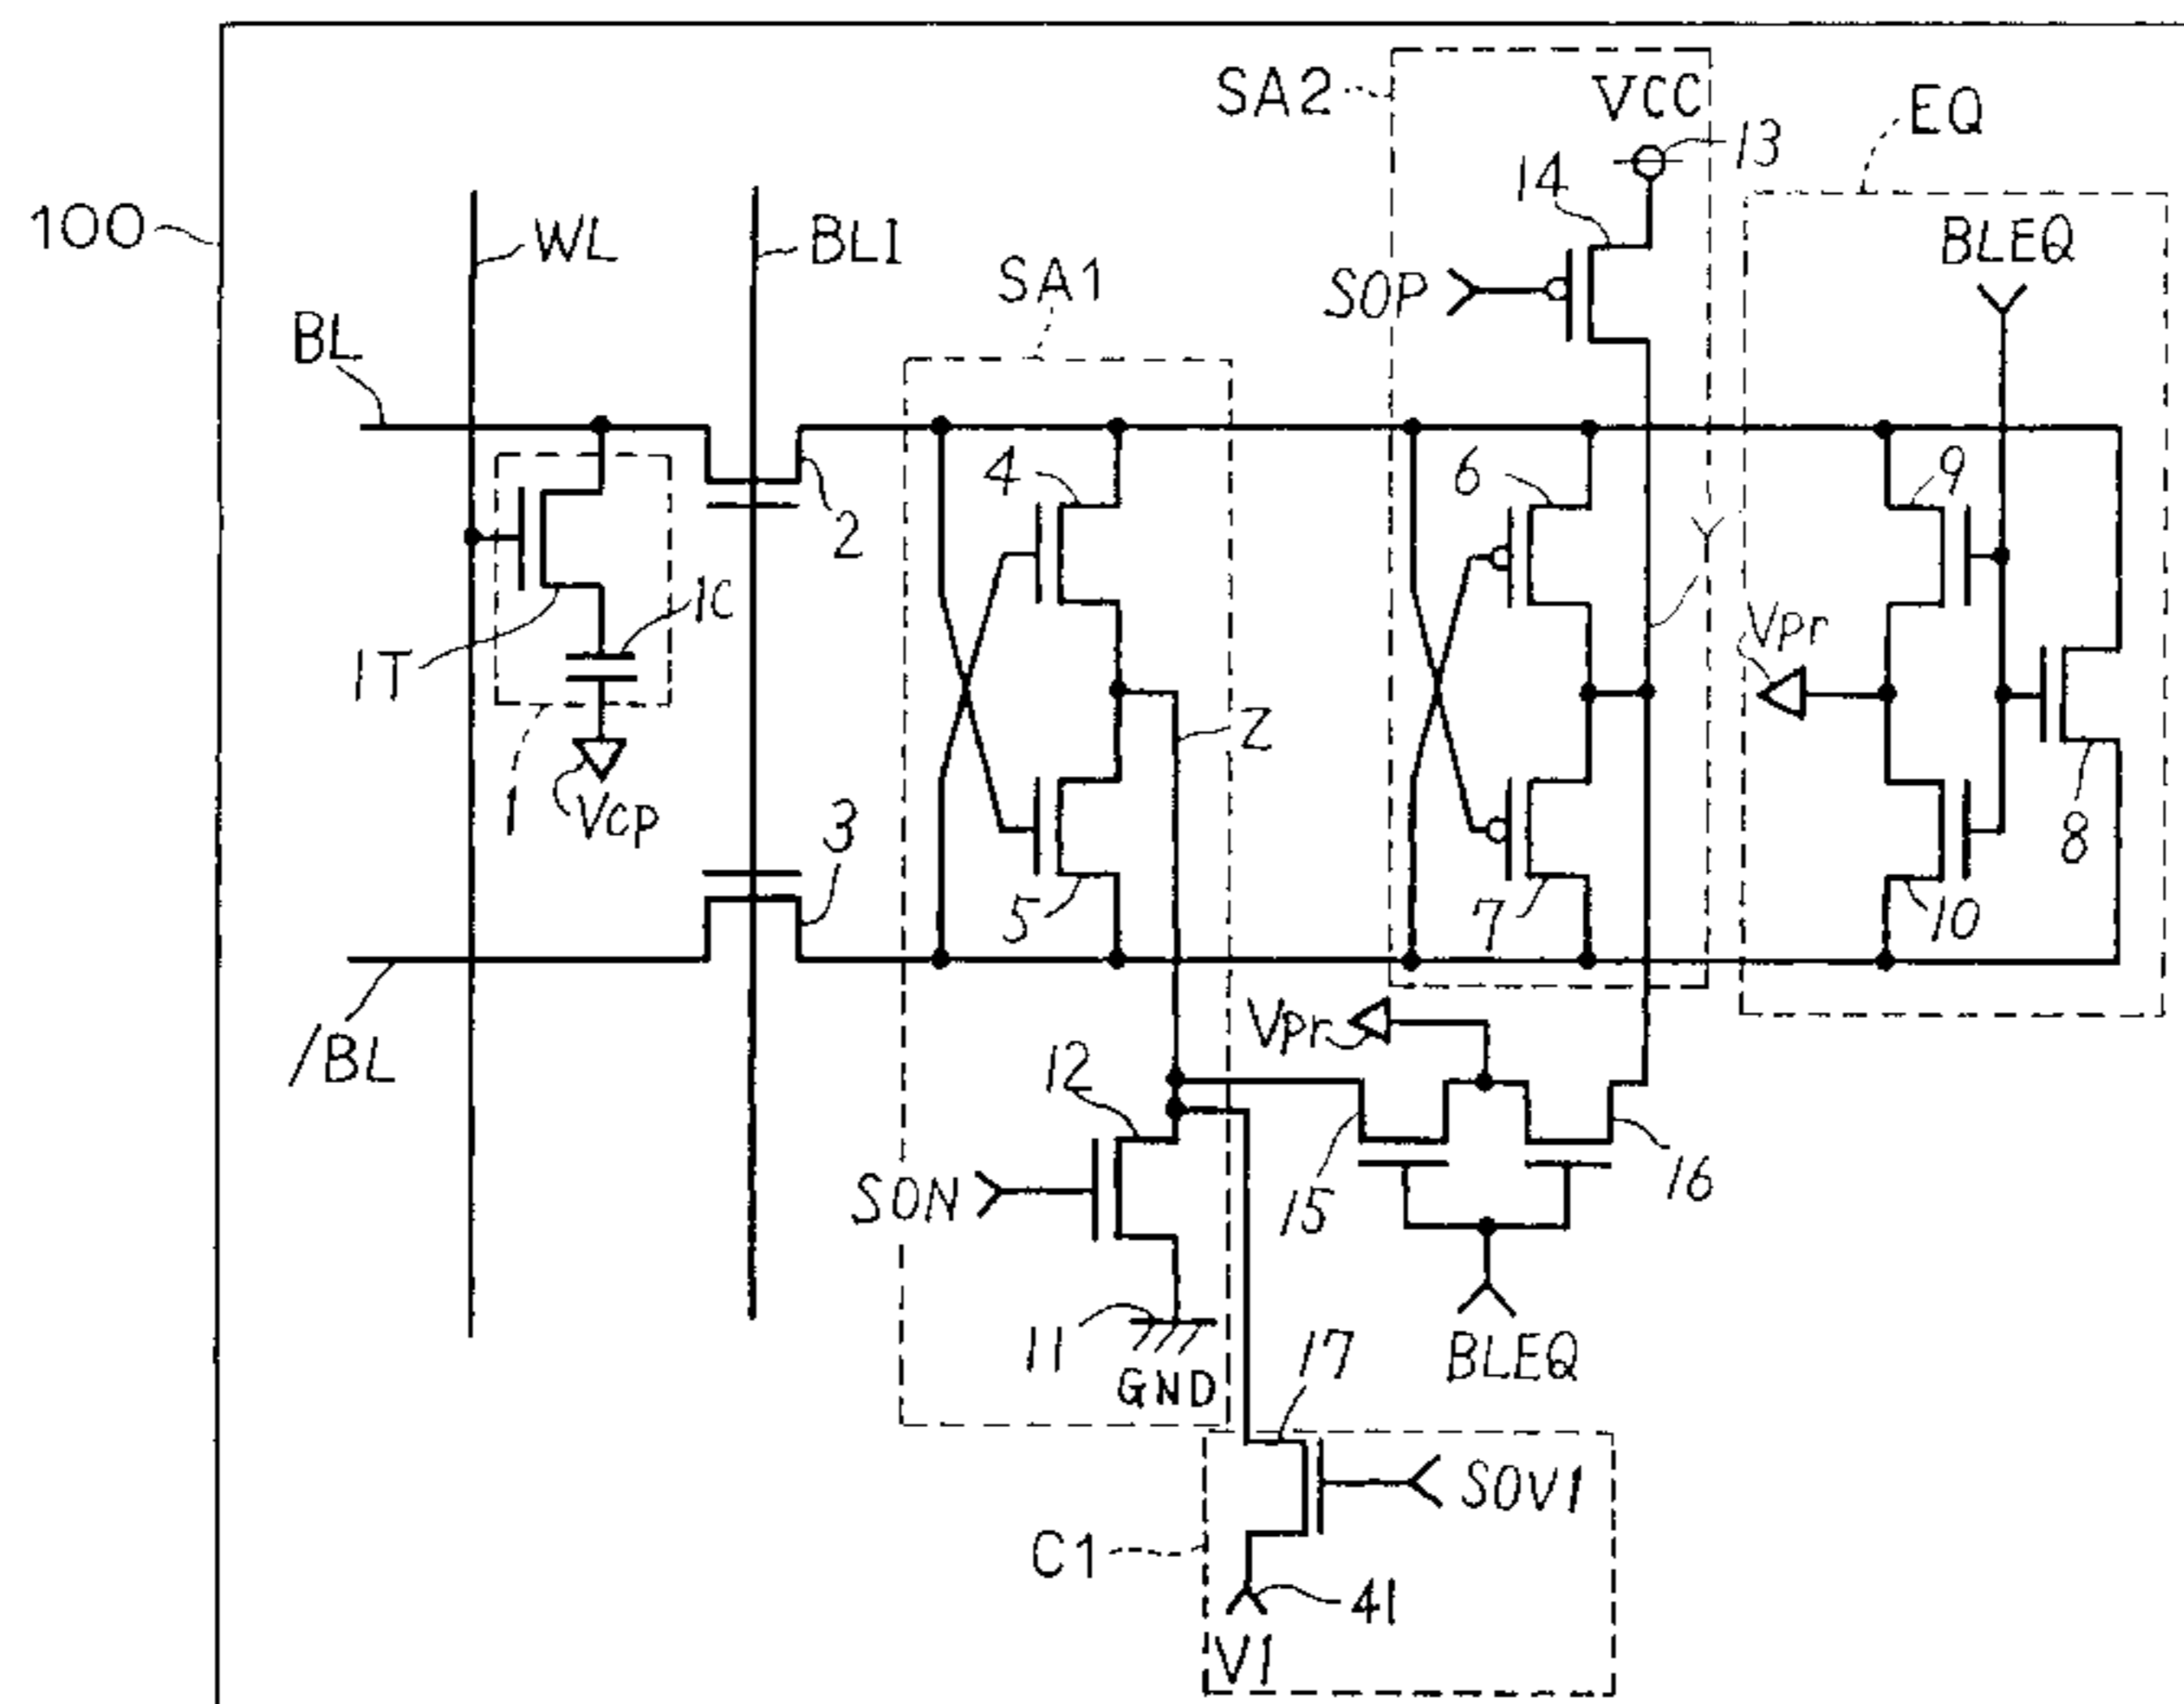 SA2
VCC
EQ
13
14
100
WL
BLI
BLEQ
SA1
SOP
BL
4
6
9
2
1C
Y
Vpr
1T
Z
1
Vcp
3
8
5
7
10
/BL
Vpr
12
SON
15
16
11
GND
17
BLEQ
SOV1
C1
41
V1